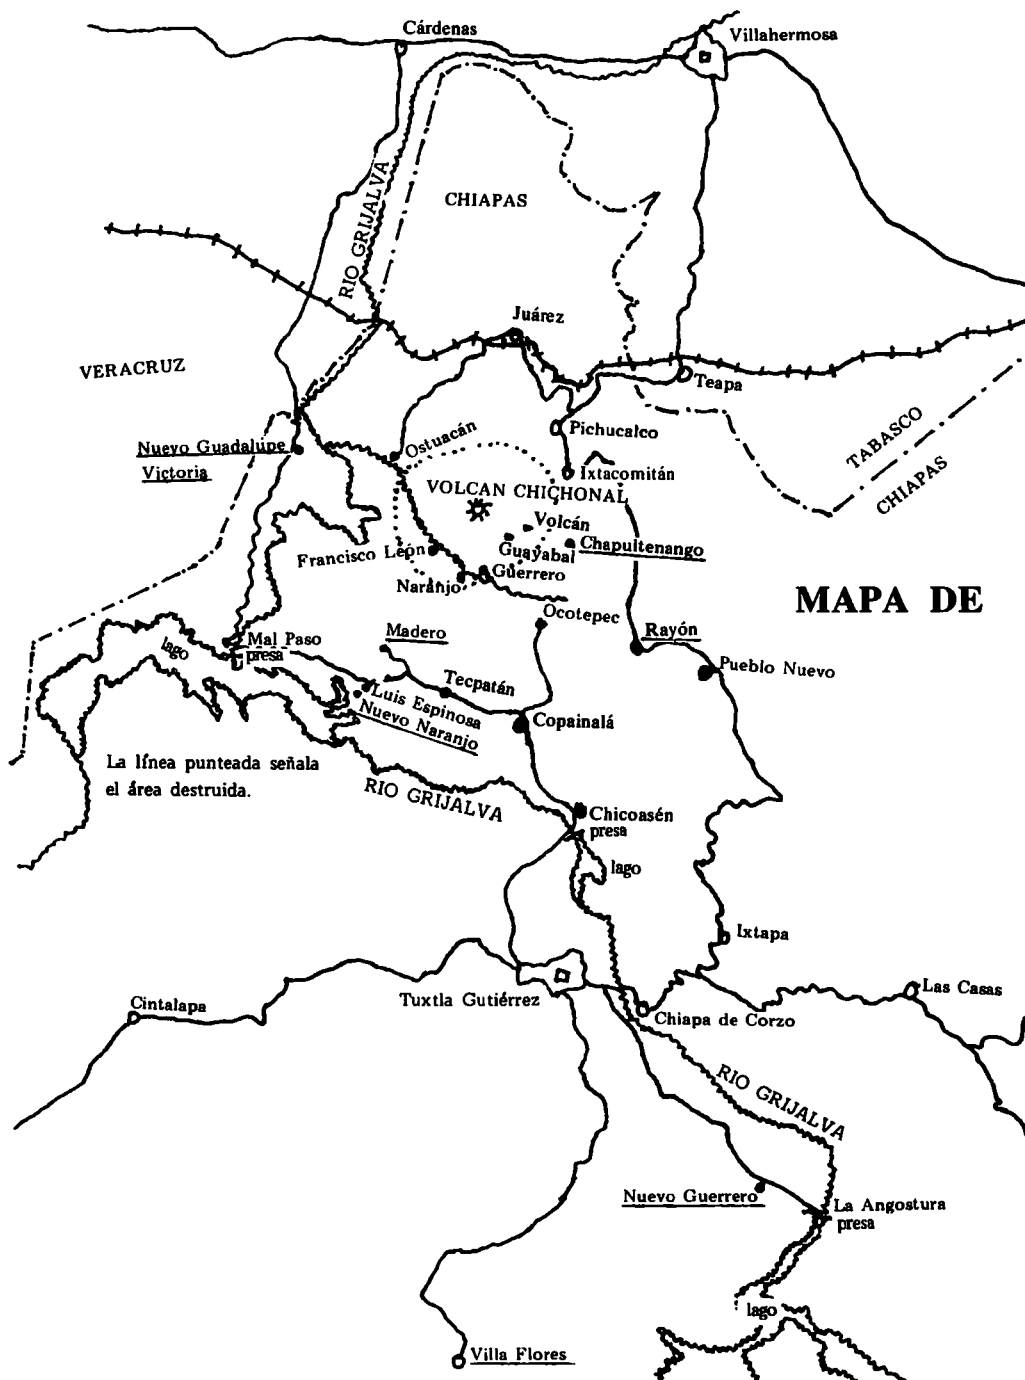 Cárdenas
Villahermosa
RIO GRIJALVA
CHIAPAS
Juárez
VERACRUZ
Teapa
TABASCO
CHIAPAS
Pichucalco
Ostuacán
Nuevo Guadalupe
Victoria
Ixtacomitán
VOLCAN CHICHONAL
Volcán
Guayabal
Chapultenango
Francisco León
Guerrero
Naranjo
MAPA DE
Ocotepec
Madero
Rayón
Mal Paso
presa
lago
Pueblo Nuevo
Tecpatán
Luis Espinosa
Nuevo Naranjo
Copainalá
La línea punteada señala
el área destruida.
RIO GRIJALVA
Chicoasén
presa
lago
Ixtapa
Las Casas
Tuxtla Gutiérrez
Cintalapa
Chiapa de Corzo
RIO GRIJALVA
Nuevo Guerrero
La Angostura
presa
lago
Villa Flores